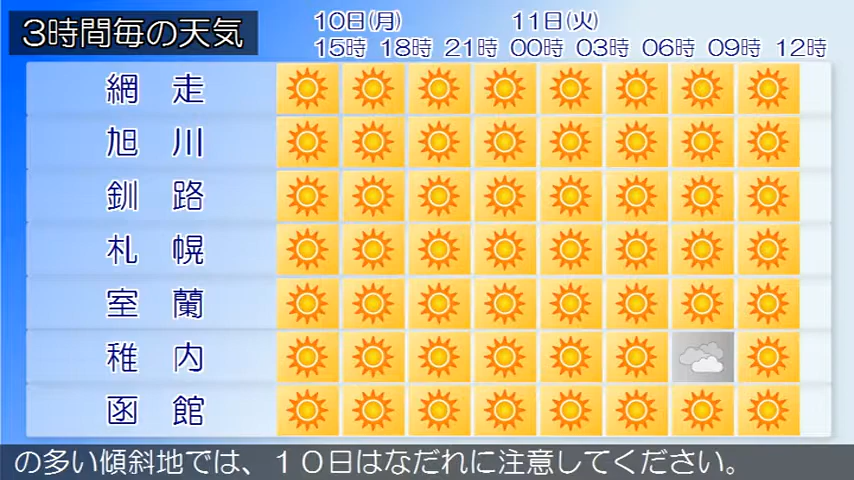 3時間毎の天気
10日(月) 11日(火)
15時 18時 21時 00時 03時 06時 09時 12時
網走
旭川
釧路
札幌
室蘭
稚内
函館
の多い傾斜地では、10日はなだれに注意してください。